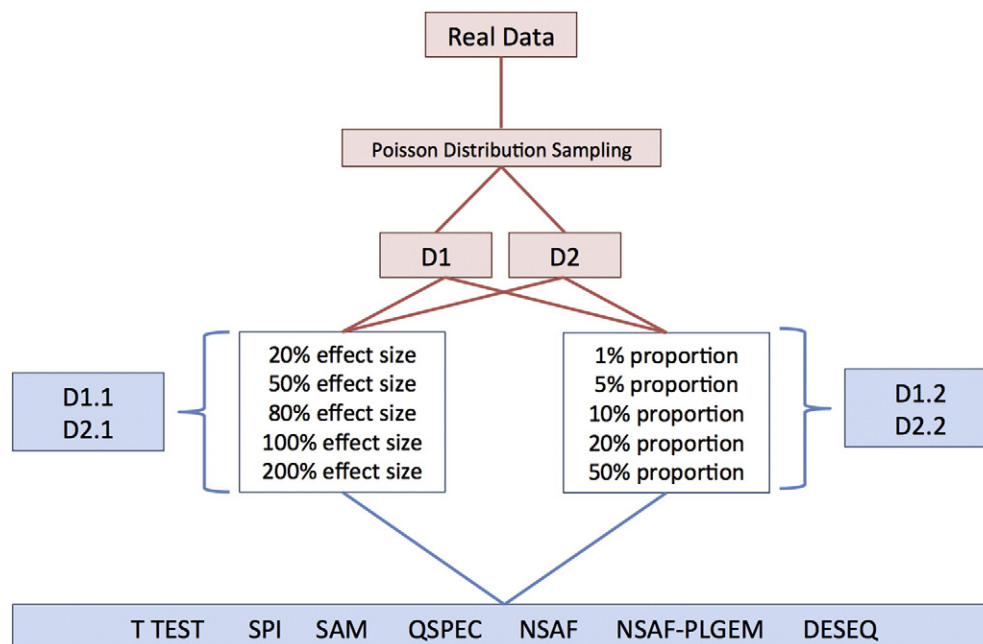 Real Data
Poisson Distribution Sampling
D1
D2
20% effect size
50% effect size
80% effect size
100% effect size
200% effect size
1% proportion
5% proportion
10% proportion
20% proportion
50% proportion
D1.1
D2.1
D1.2
D2.2
T TEST SPI SAM QSPEC NSAF NSAF-PLGEM DESEQ